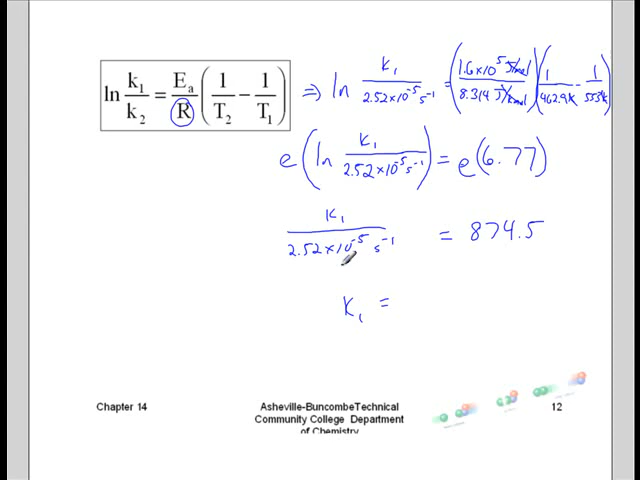 ln k₁/k₂ = Eₐ/R (1/T₂ − 1/T₁) ⇒ ln K₁/2.52×10⁻⁵ s⁻¹ = (1.6×10⁵ J/mol / 8.314 J/K mol)(1/462.9K − 1/553K)
e(ln K₁/2.52×10⁻⁵ s⁻¹) = e(6.77)
K₁/2.52×10⁻⁵ s⁻¹ = 874.5
K₁ =
Chapter 14
Asheville-BuncombeTechnical
Community College Department
of Chemistry
12